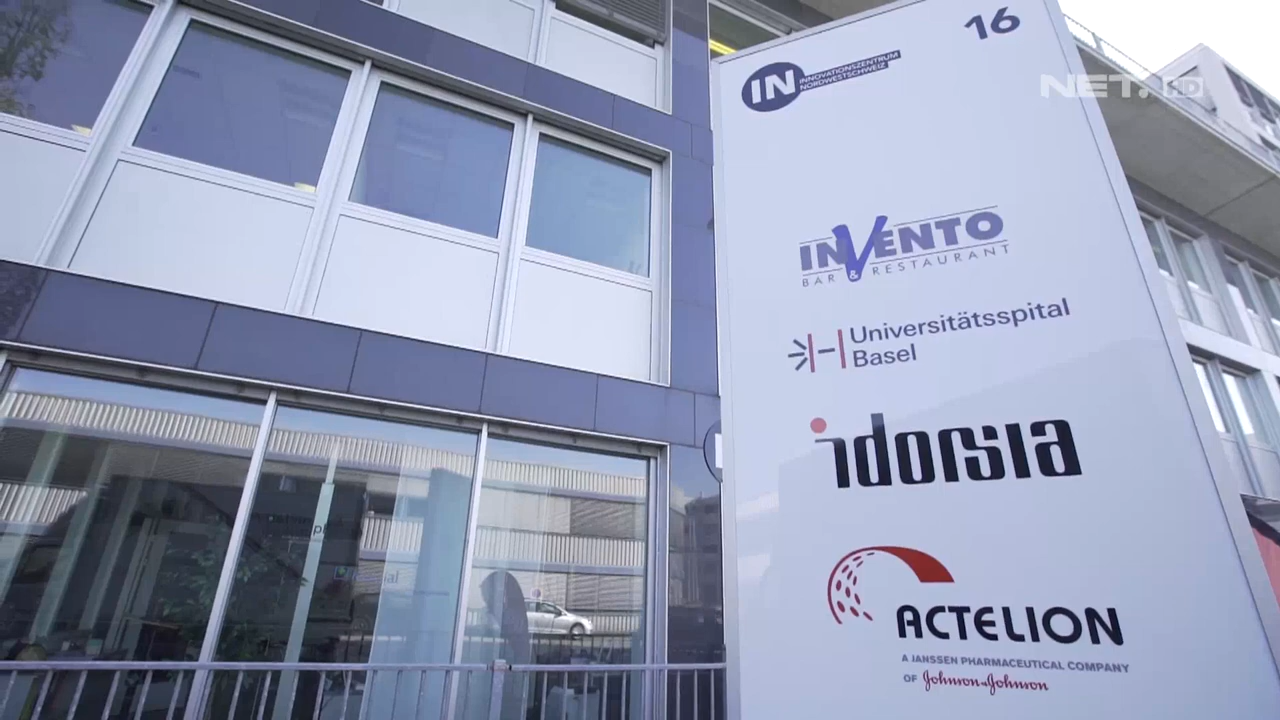 16
IN INNOVATIONSZENTRUM
NORDWESTSCHWEIZ
NET. HD
INVENTO
BAR & RESTAURANT
Universitätsspital
Basel
idorsia
ACTELION
A JANSSEN PHARMACEUTICAL COMPANY
OF Johnson & Johnson